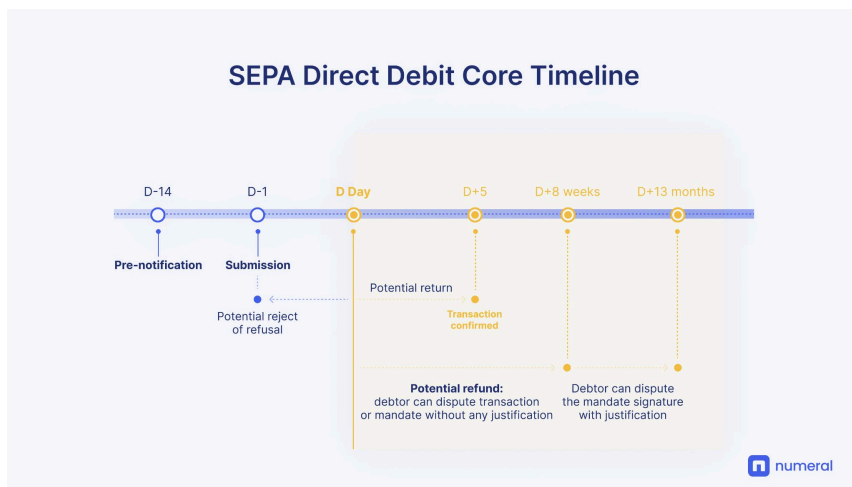 SEPA Direct Debit Core Timeline
D-14
D-1
D Day
D+5
D+8 weeks
D+13 months
Pre-notification
Submission
Potential return
Potential reject
of refusal
Transaction
confirmed
Potential refund:
debtor can dispute transaction
or mandate without any justification
Debtor can dispute
the mandate signature
with justification
numeral